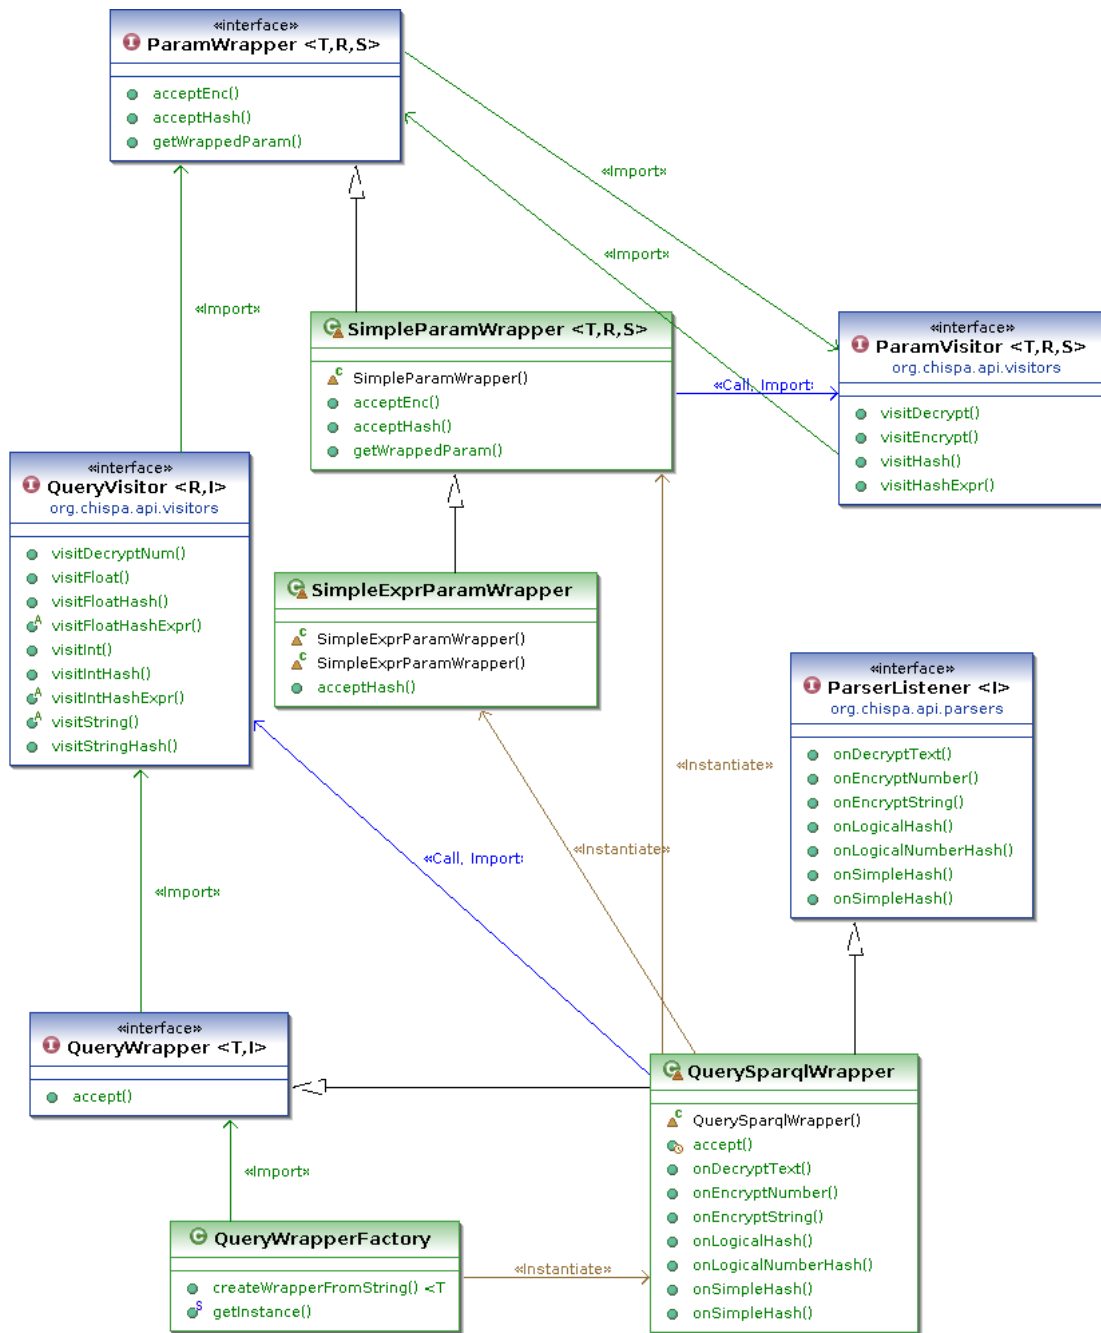 «interface»
ParamWrapper <T,R,S>
acceptEnc()
acceptHash()
getWrappedParam()
«Import»
«Import»
«Import»
SimpleParamWrapper <T,R,S>
SimpleParamWrapper()
acceptEnc()
acceptHash()
getWrappedParam()
«Call, Import»
«interface»
ParamVisitor <T,R,S>
org.chispa.api.visitors
visitDecrypt()
visitEncrypt()
visitHash()
visitHashExpr()
«interface»
QueryVisitor <R,I>
org.chispa.api.visitors
visitDecryptNum()
visitFloat()
visitFloatHash()
visitFloatHashExpr()
visitInt()
visitIntHash()
visitIntHashExpr()
visitString()
visitStringHash()
SimpleExprParamWrapper
SimpleExprParamWrapper()
SimpleExprParamWrapper()
acceptHash()
«interface»
ParserListener <I>
org.chispa.api.parsers
onDecryptText()
onEncryptNumber()
onEncryptString()
onLogicalHash()
onLogicalNumberHash()
onSimpleHash()
onSimpleHash()
«Instantiate»
«Instantiate»
«Call, Import»
«Import»
«interface»
QueryWrapper <T,I>
accept()
QuerySparqlWrapper
QuerySparqlWrapper()
accept()
onDecryptText()
onEncryptNumber()
onEncryptString()
onLogicalHash()
onLogicalNumberHash()
onSimpleHash()
onSimpleHash()
«Import»
QueryWrapperFactory
createWrapperFromString() <T
getInstance()
«Instantiate»